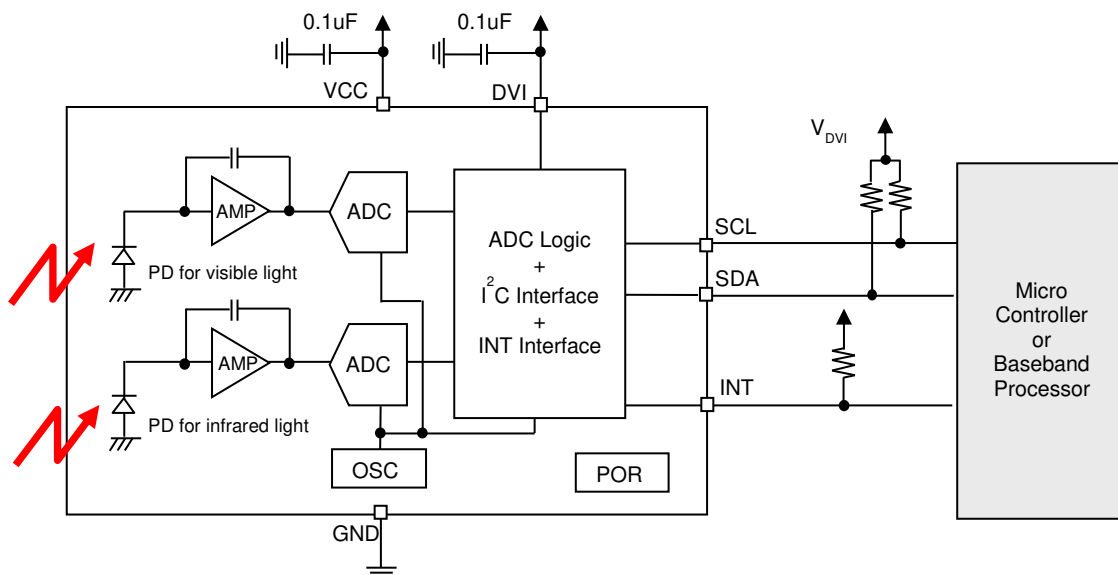 0.1uF
0.1uF
VCC
DVI
V_DVI
AMP
ADC
PD for visible light
ADC Logic
+
I²C Interface
+
INT Interface
SCL
SDA
INT
Micro
Controller
or
Baseband
Processor
AMP
ADC
PD for infrared light
OSC
POR
GND